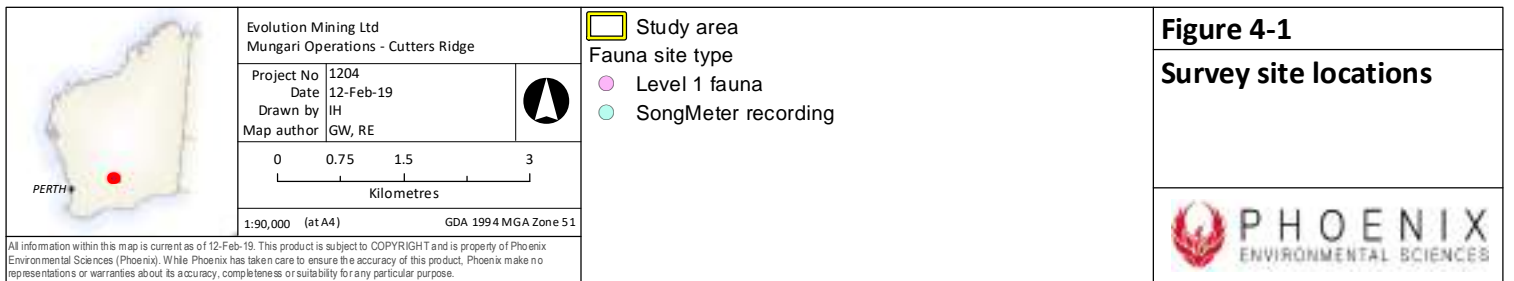 PERTH
Evolution Mining Ltd
Mungari Operations - Cutters Ridge
Project No 1204
Date 12-Feb-19
Drawn by IH
Map author GW, RE
0 0.75 1.5 3
Kilometres
1:90,000 (at A4) GDA 1994 MGA Zone 51
All information within this map is current as of 12-Feb-19. This product is subject to COPYRIGHT and is property of Phoenix
Environmental Sciences (Phoenix). While Phoenix has taken care to ensure the accuracy of this product, Phoenix make no
representations or warranties about its accuracy, completeness or suitability for any particular purpose.
Study area
Fauna site type
Level 1 fauna
SongMeter recording
Figure 4-1
Survey site locations
PHOENIX
ENVIRONMENTAL SCIENCES